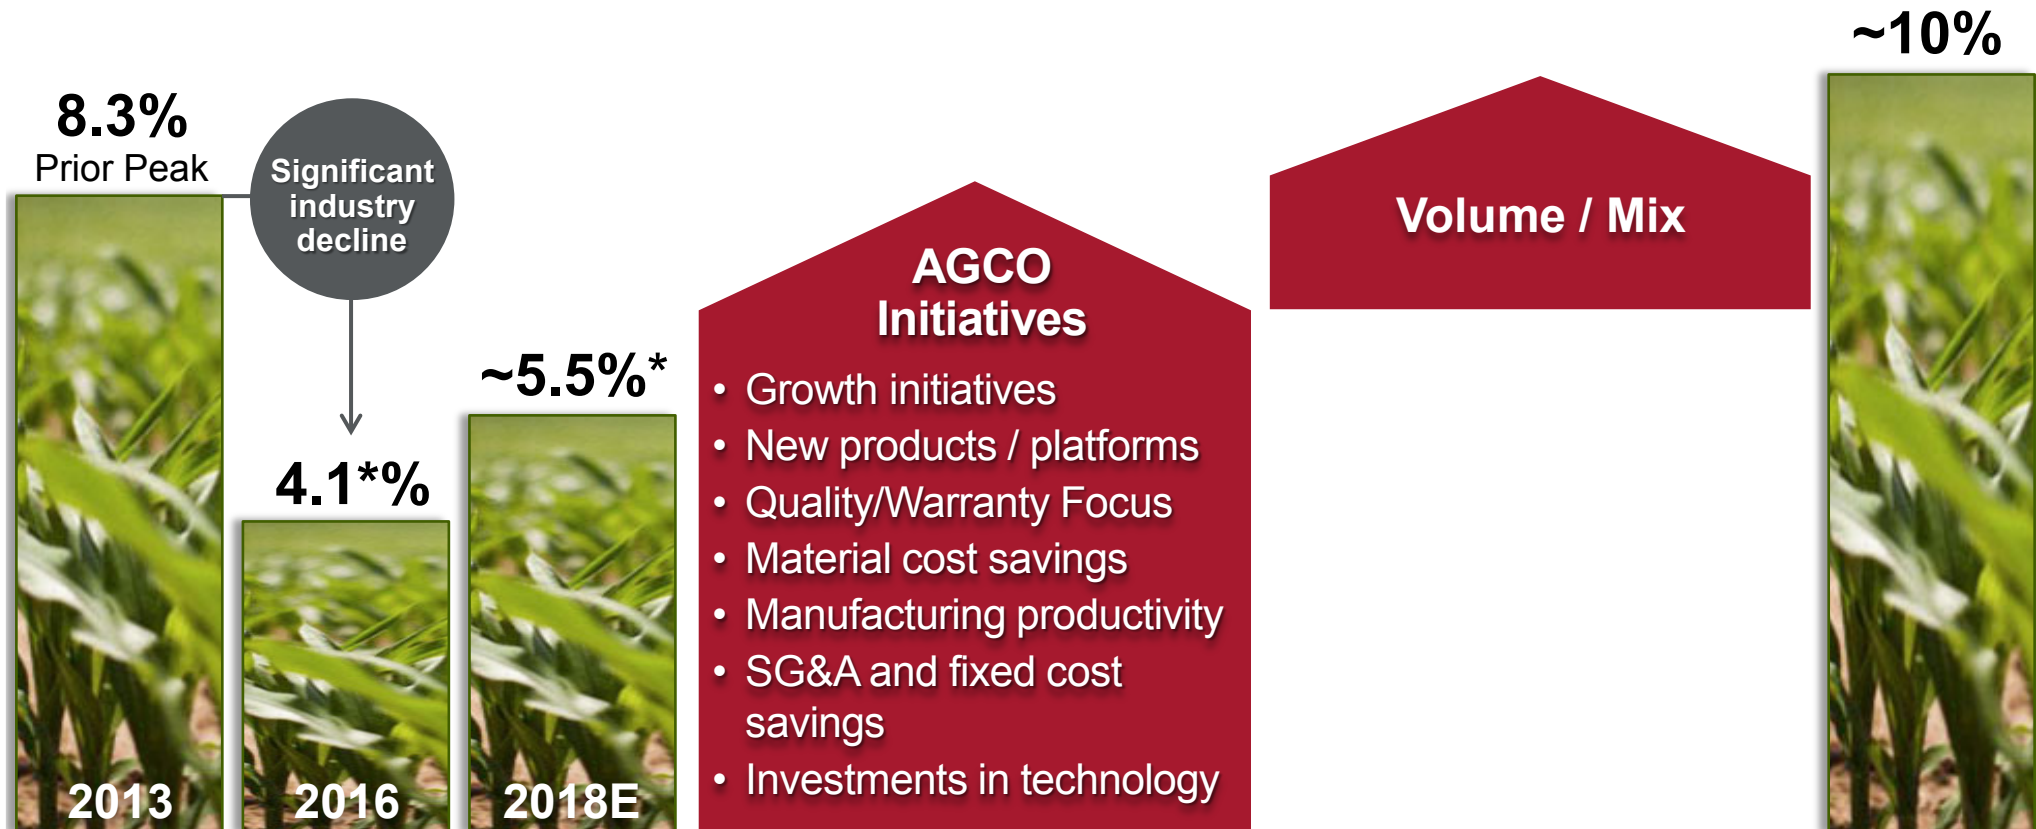 8.3%
Prior Peak
Significant
industry
decline
4.1*%
~5.5%*
2013
2016
2018E
AGCO
Initiatives
• Growth initiatives
• New products / platforms
• Quality/Warranty Focus
• Material cost savings
• Manufacturing productivity
• SG&A and fixed cost
savings
• Investments in technology
Volume / Mix
~10%